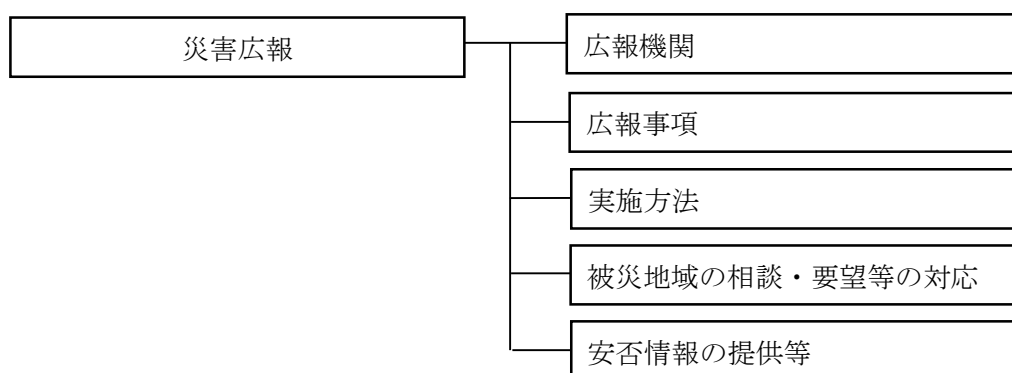 災害広報
広報機関
広報事項
実施方法
被災地域の相談・要望等の対応
安否情報の提供等